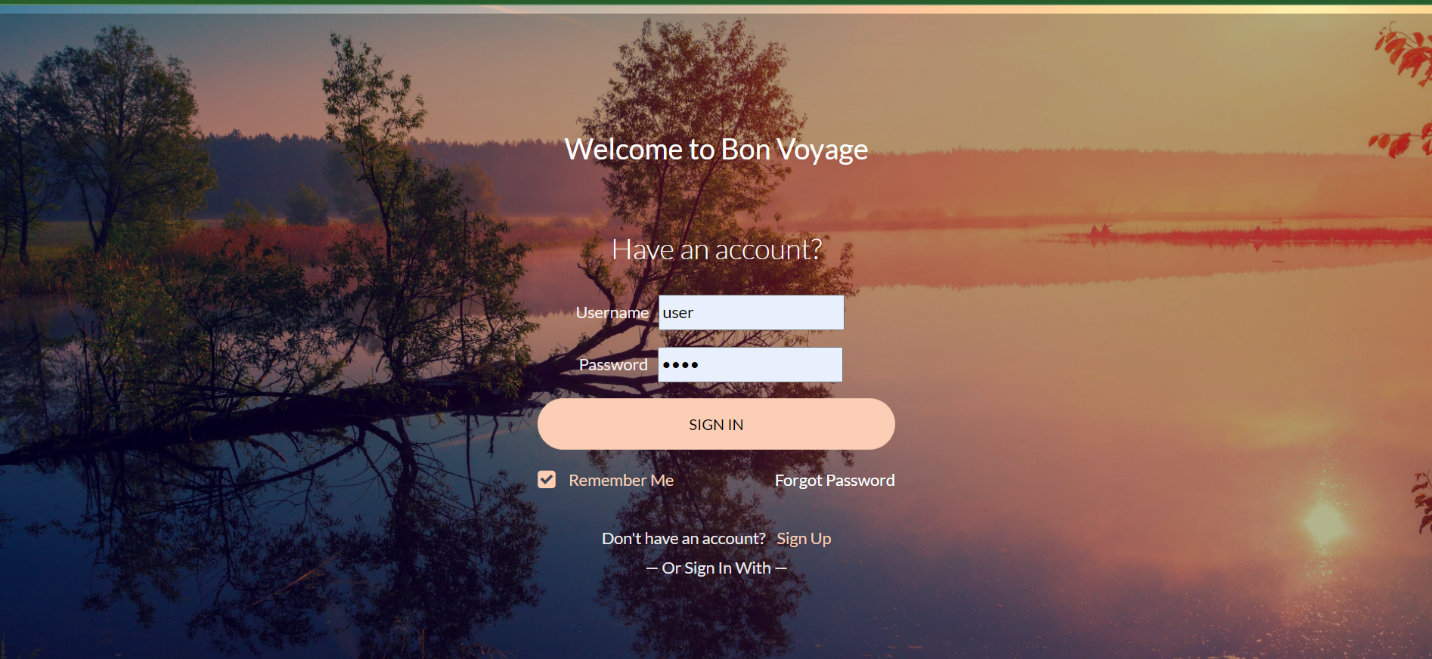 Welcome to Bon Voyage
Have an account?
Username user
Password ••••
SIGN IN
Remember Me Forgot Password
Don't have an account? Sign Up
— Or Sign In With —